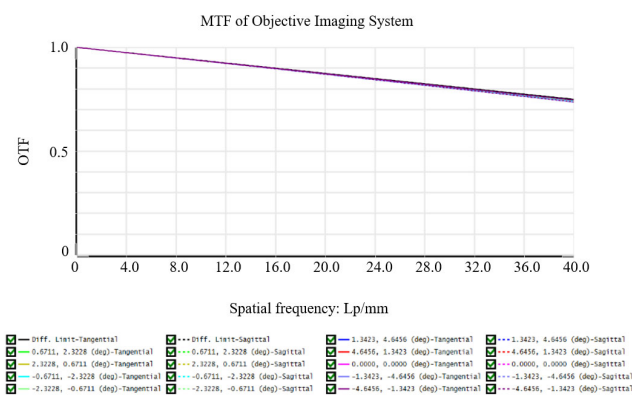 MTF of Objective Imaging System
1.0
0.5
0
OTF
0 4.0 8.0 12.0 16.0 20.0 24.0 28.0 32.0 36.0 40.0
Spatial frequency: Lp/mm
Diff. Limit-Tangential Diff. Limit-Sagittal 1.3423, 4.6456 (deg)-Tangential 1.3423, 4.6456 (deg)-Sagittal
0.6711, 2.3228 (deg)-Tangential 0.6711, 2.3228 (deg)-Sagittal 4.6456, 1.3423 (deg)-Tangential 4.6456, 1.3423 (deg)-Sagittal
2.3228, 0.6711 (deg)-Tangential 2.3228, 0.6711 (deg)-Sagittal 0.0000, 0.0000 (deg)-Tangential 0.0000, 0.0000 (deg)-Sagittal
-0.6711, -2.3228 (deg)-Tangential -0.6711, -2.3228 (deg)-Sagittal -1.3423, -4.6456 (deg)-Tangential -1.3423, -4.6456 (deg)-Sagittal
-2.3228, -0.6711 (deg)-Tangential -2.3228, -0.6711 (deg)-Sagittal -4.6456, -1.3423 (deg)-Tangential -4.6456, -1.3423 (deg)-Sagittal